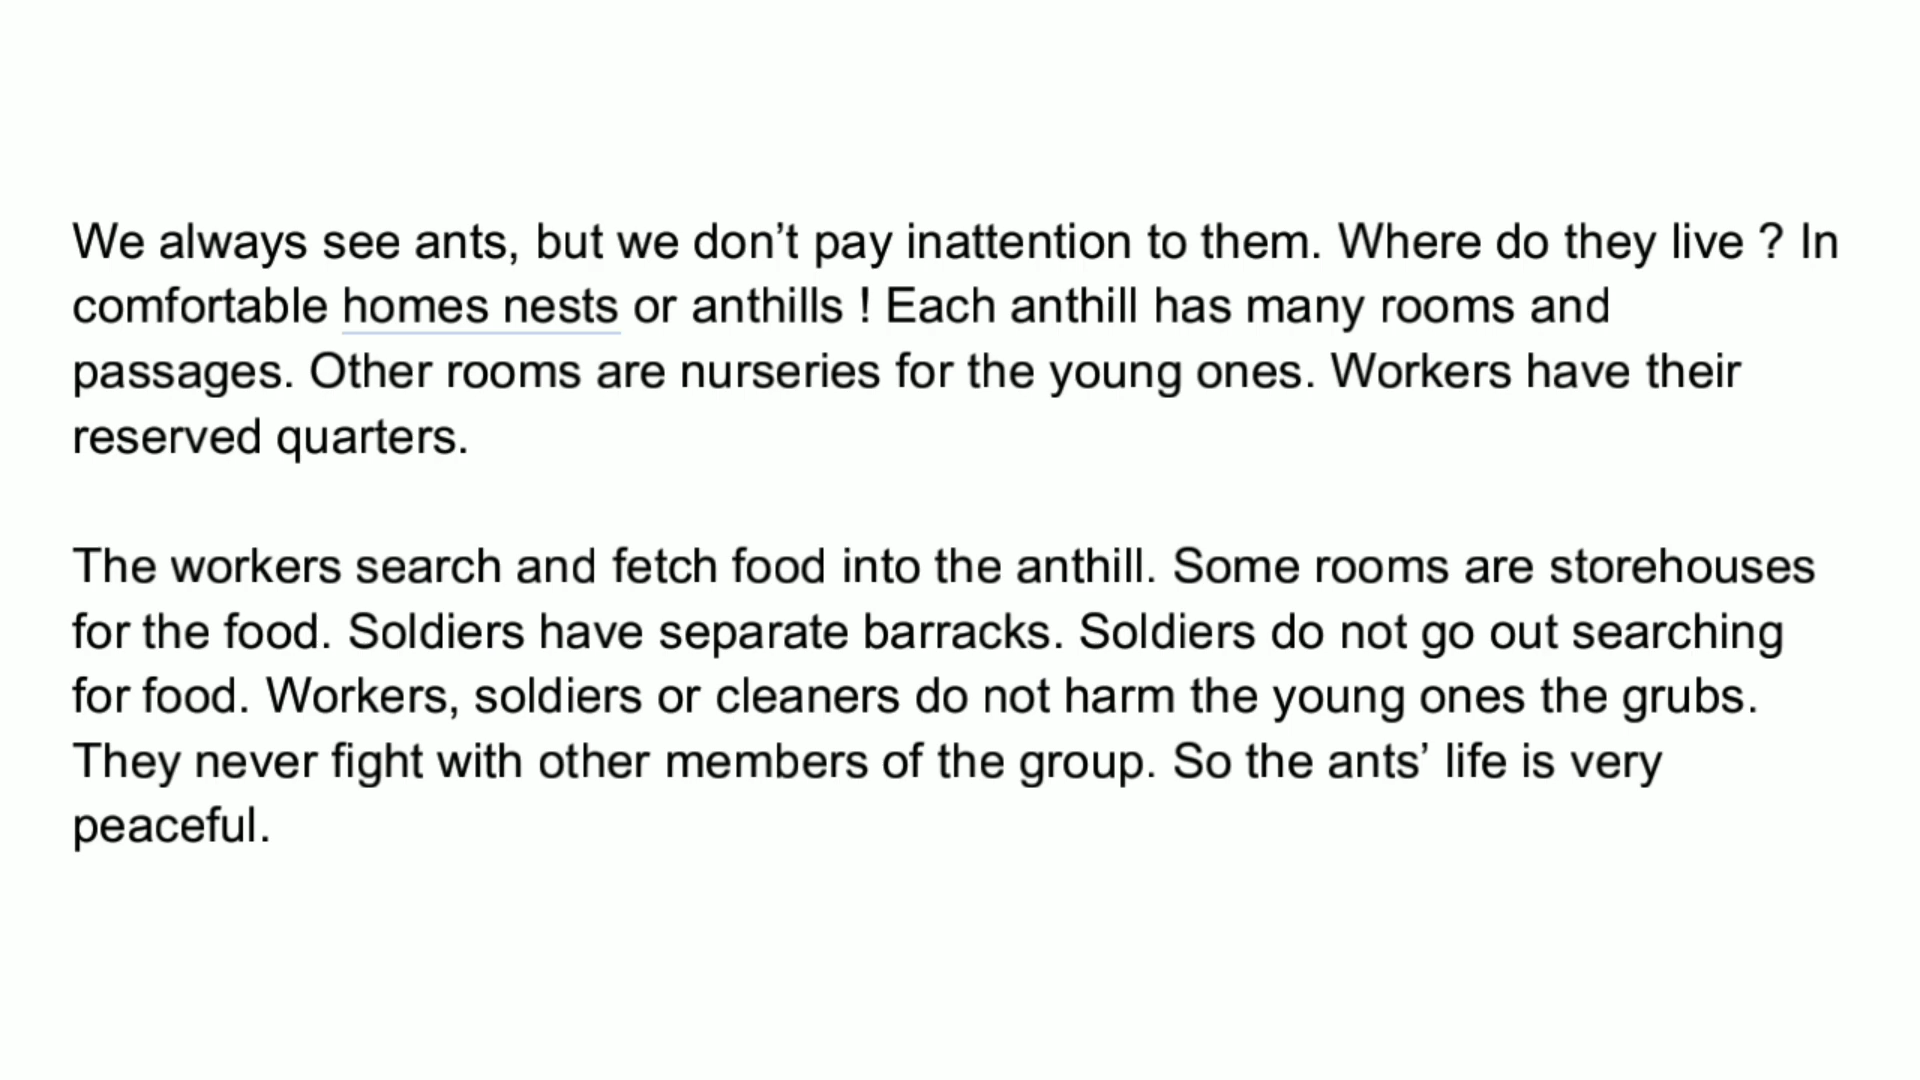 We always see ants, but we don’t pay inattention to them. Where do they live ? In
comfortable homes nests or anthills ! Each anthill has many rooms and
passages. Other rooms are nurseries for the young ones. Workers have their
reserved quarters.
The workers search and fetch food into the anthill. Some rooms are storehouses
for the food. Soldiers have separate barracks. Soldiers do not go out searching
for food. Workers, soldiers or cleaners do not harm the young ones the grubs.
They never fight with other members of the group. So the ants’ life is very
peaceful.